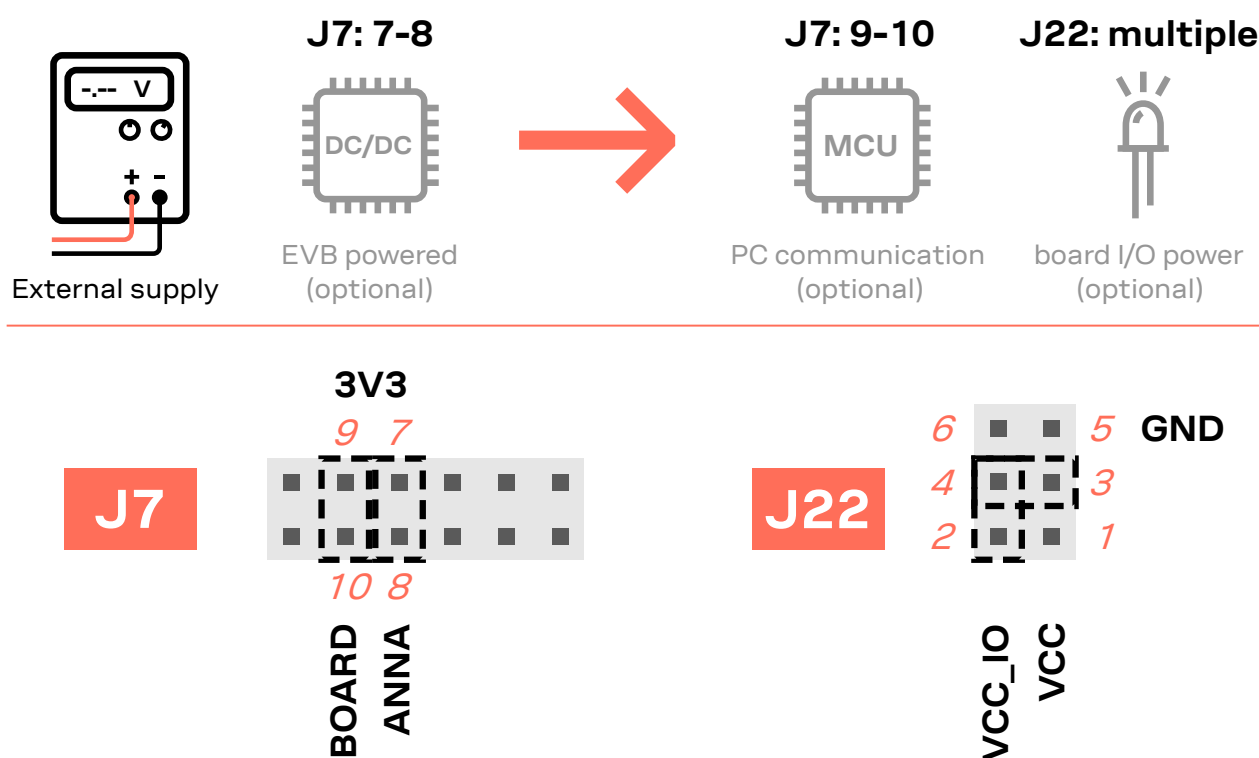 J7: 7-8
J7: 9-10
J22: multiple
-.-- V
+ -
DC/DC
MCU
External supply
EVB powered
(optional)
PC communication
(optional)
board I/O power
(optional)
3V3
9 7
J7
10 8
BOARD
ANNA
6 5 GND
4 3
J22
2 1
VCC_IO
VCC